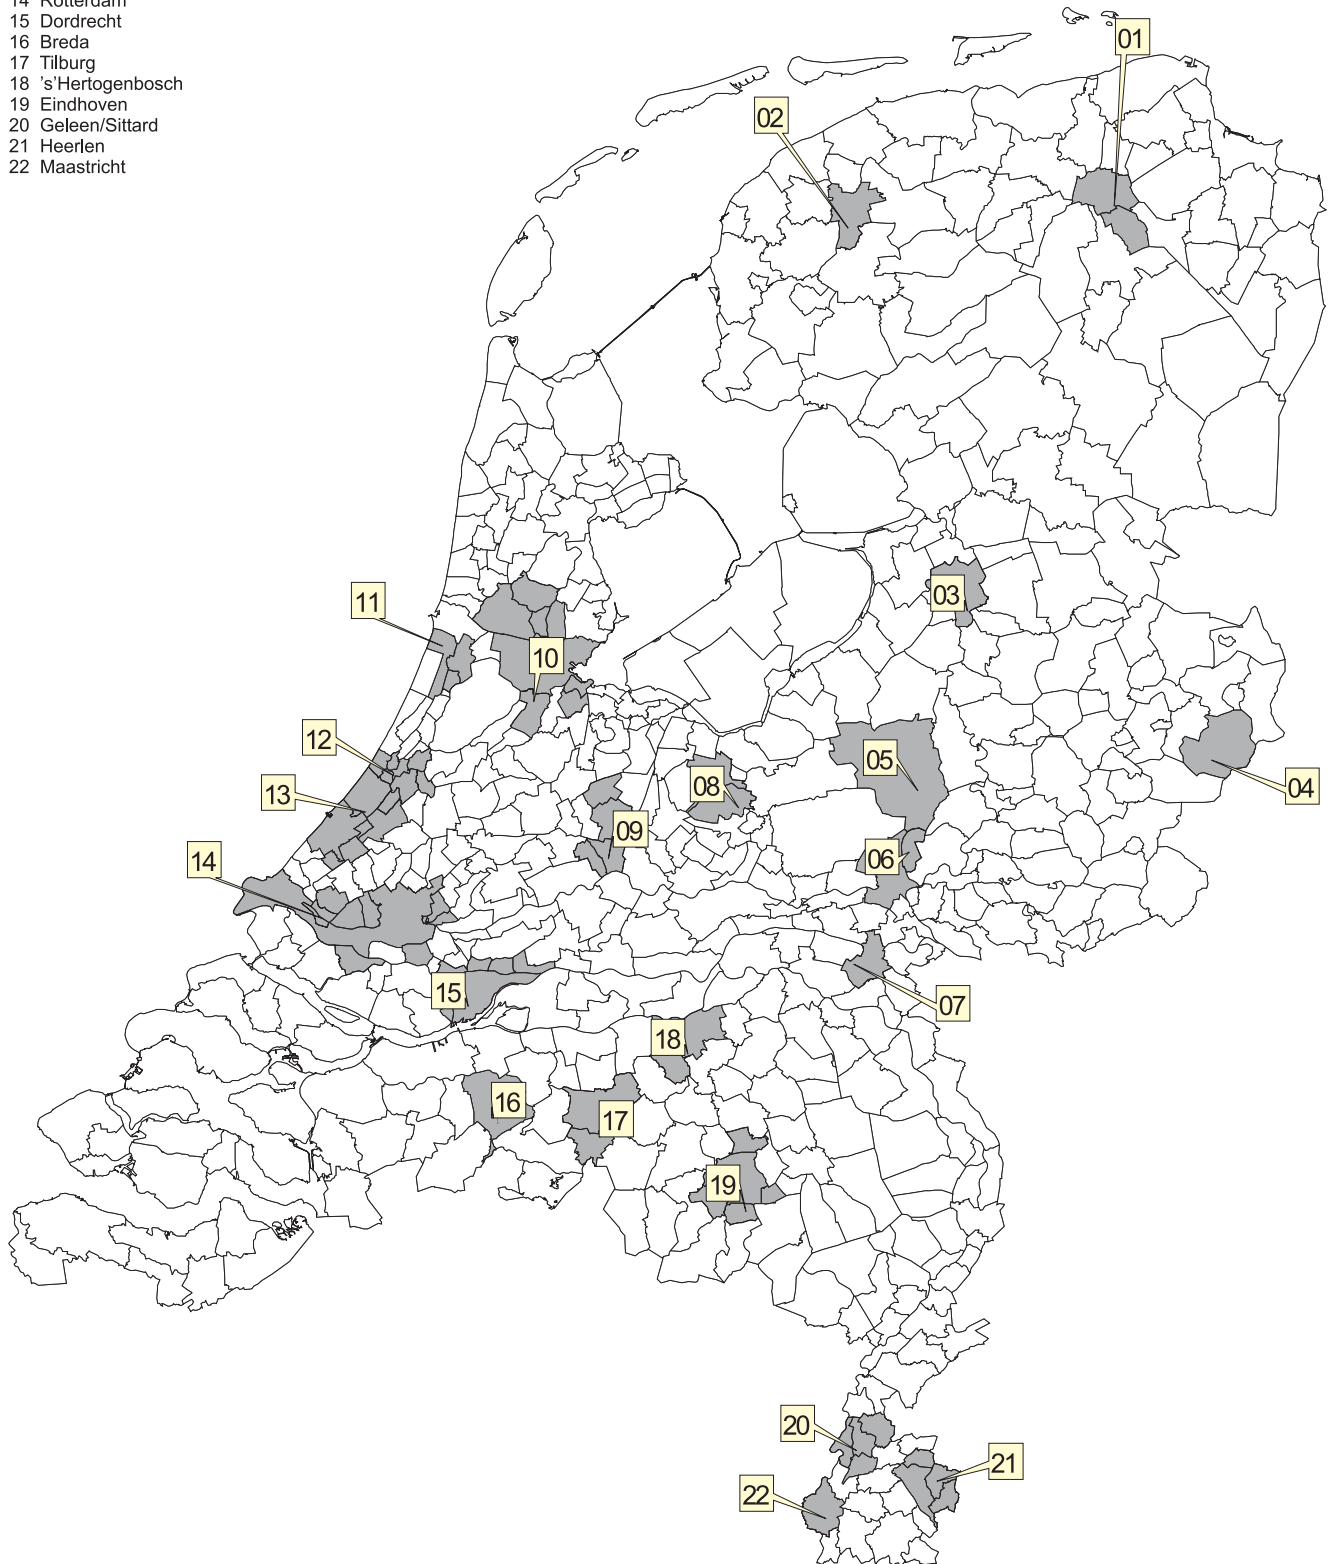 14 Rotterdam
15 Dordrecht
16 Breda
17 Tilburg
18 's'Hertogenbosch
19 Eindhoven
20 Geleen/Sittard
21 Heerlen
22 Maastricht
01
02
03
04
05
06
07
08
09
10
11
12
13
14
15
16
17
18
19
20
21
22